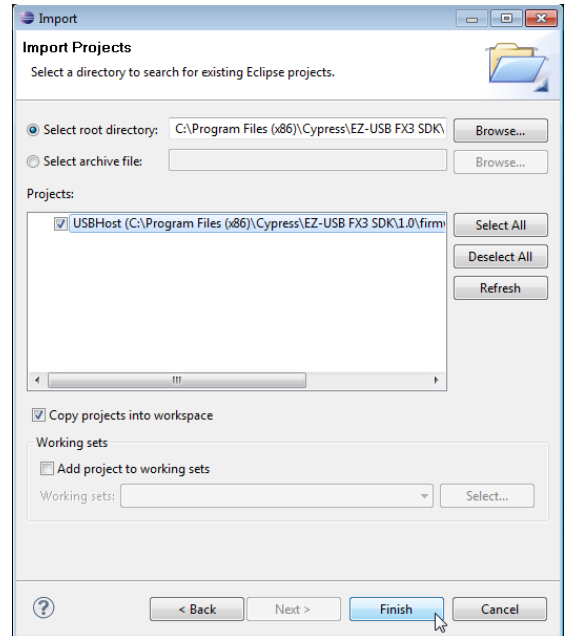 Import
Import Projects
Select a directory to search for existing Eclipse projects.
Select root directory: C:\Program Files (x86)\Cypress\EZ-USB FX3 SDK\ Browse...
Select archive file: Browse...
Projects:
USBHost (C:\Program Files (x86)\Cypress\EZ-USB FX3 SDK\1.0\firmw Select All
Deselect All
Refresh
Copy projects into workspace
Working sets
Add project to working sets
Working sets: Select...
? < Back Next > Finish Cancel